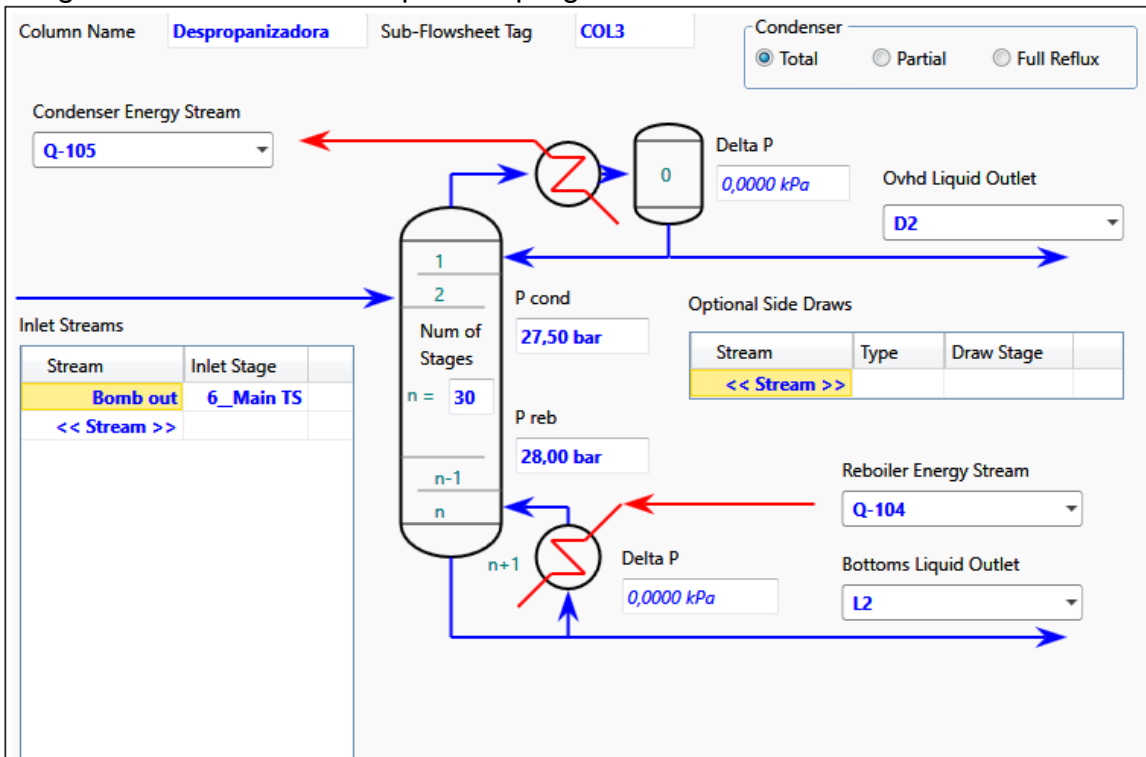 Column Name Despropanizadora Sub-Flowsheet Tag COL3
Condenser
Total Partial Full Reflux
Condenser Energy Stream
Q-105
Delta P
0
0,0000 kPa
Ovhd Liquid Outlet
D2
1
2
Num of
Stages
n = 30
n-1
n
n+1
P cond
27,50 bar
P reb
28,00 bar
Inlet Streams
Stream Inlet Stage
Bomb out 6__Main TS
<< Stream >>
Optional Side Draws
Stream Type Draw Stage
<< Stream >>
Reboiler Energy Stream
Q-104
Delta P
0,0000 kPa
Bottoms Liquid Outlet
L2